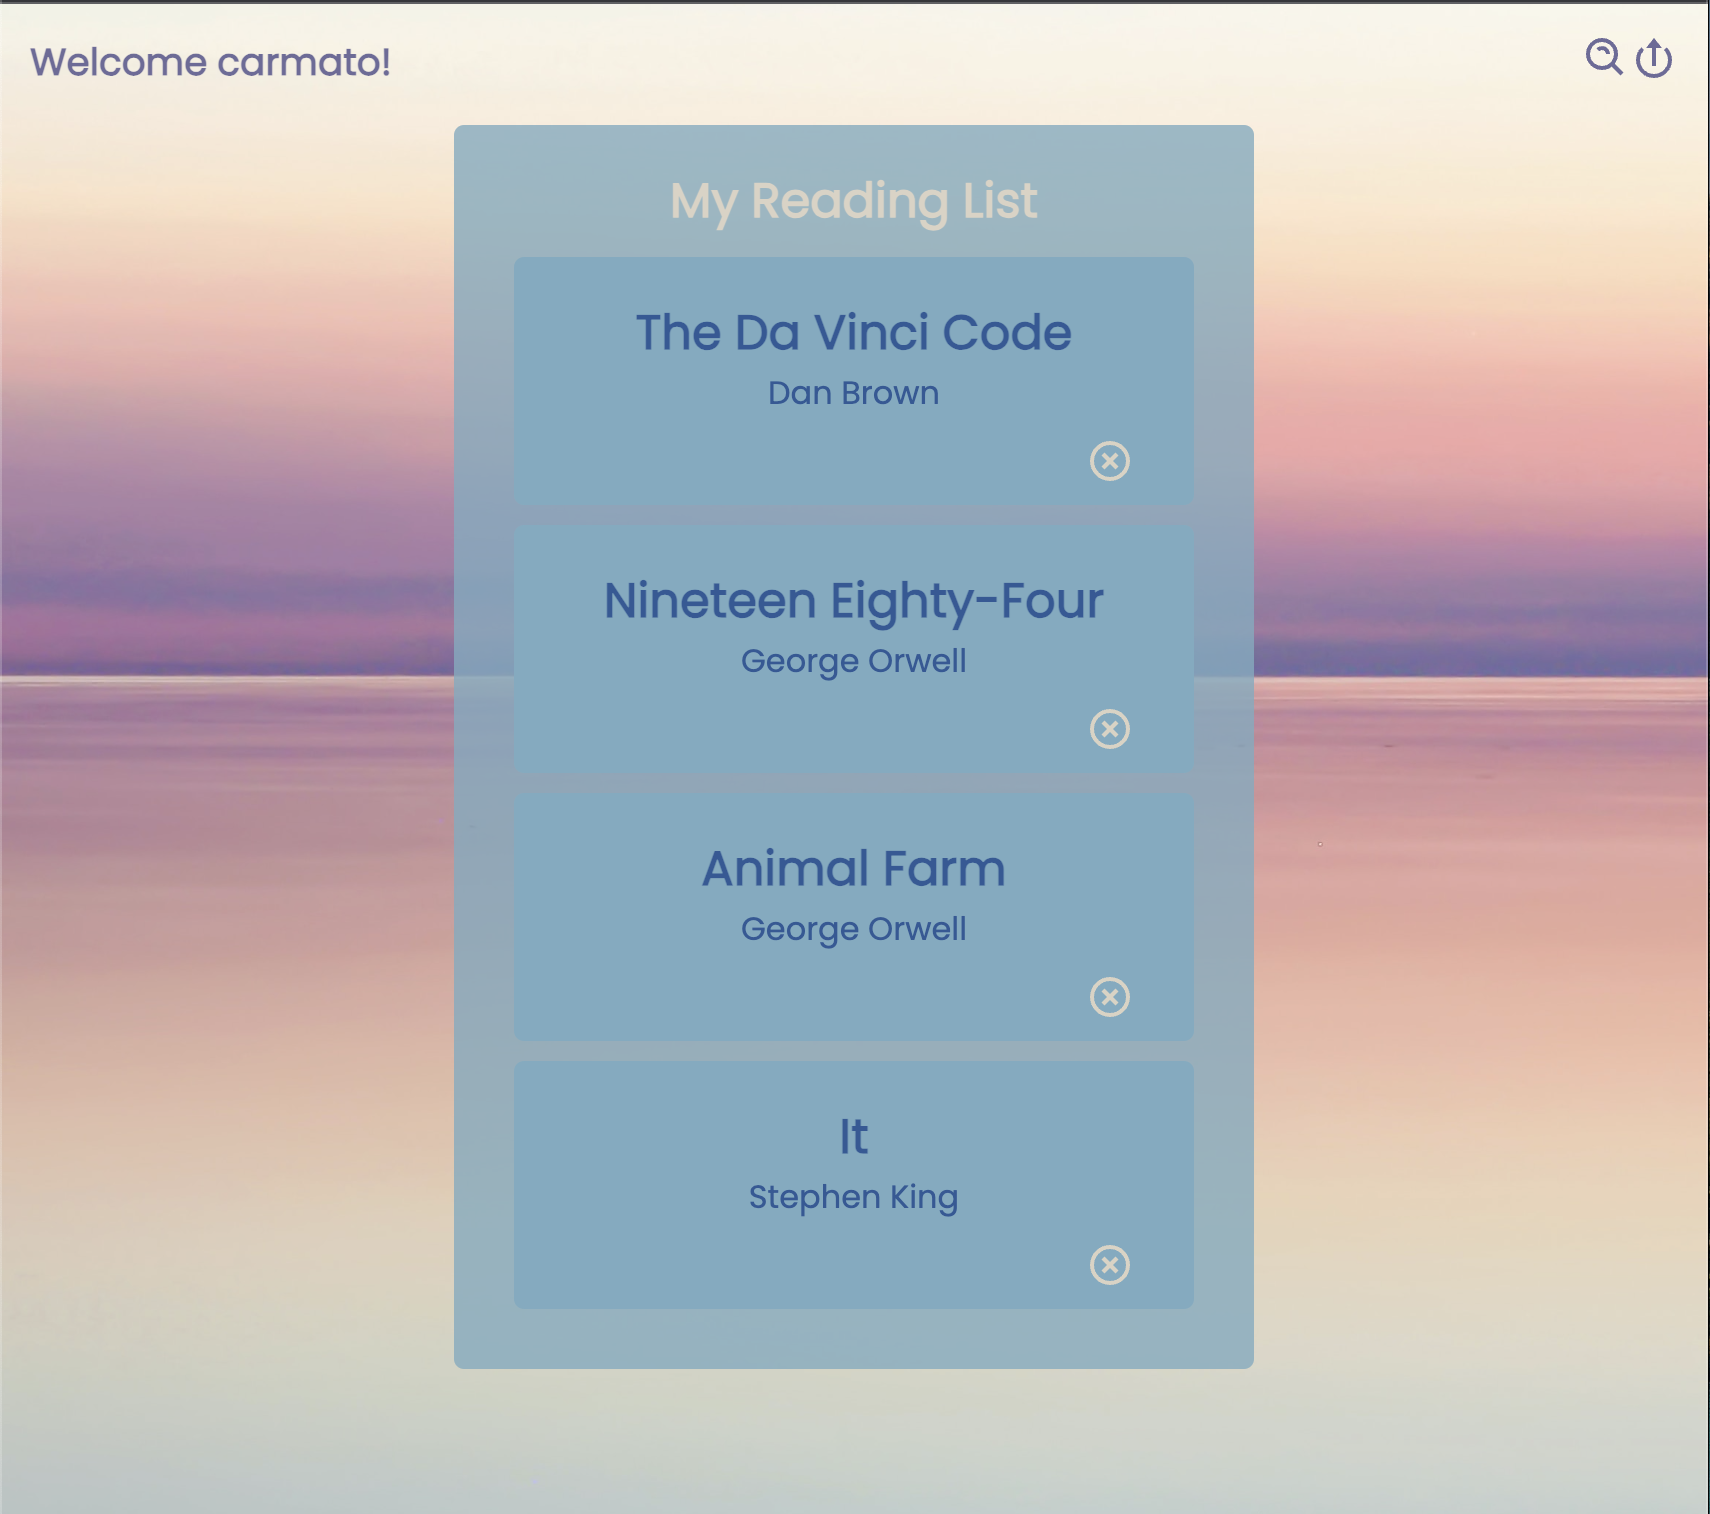 Welcome carmato!
My Reading List
The Da Vinci Code
Dan Brown
Nineteen Eighty-Four
George Orwell
Animal Farm
George Orwell
It
Stephen King